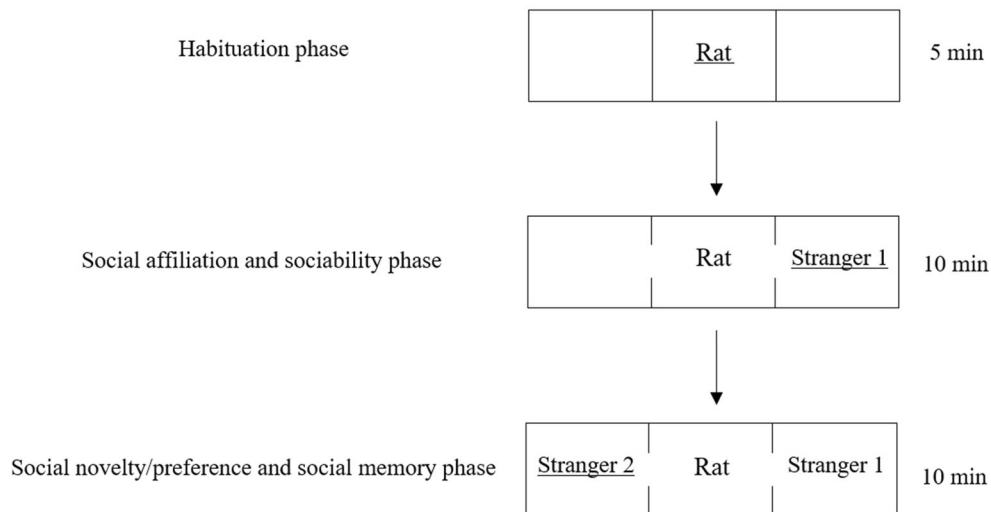 Habituation phase Rat 5 min
Social affiliation and sociability phase Rat Stranger 1 10 min
Social novelty/preference and social memory phase Stranger 2 Rat Stranger 1 10 min